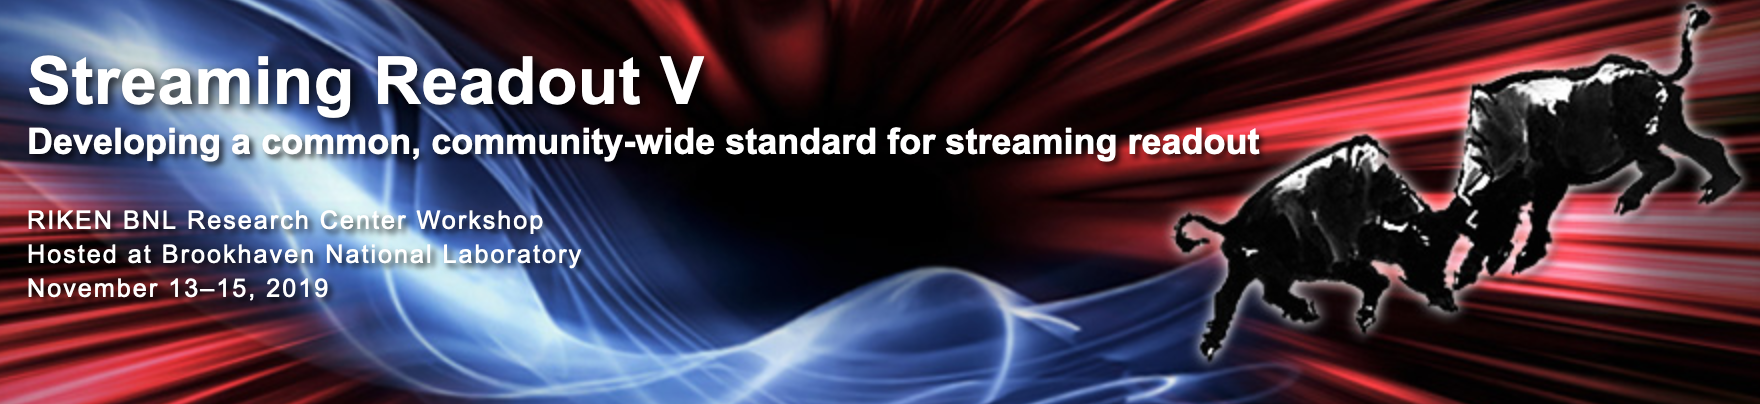 Streaming Readout V
Developing a common, community-wide standard for streaming readout
RIKEN BNL Research Center Workshop
Hosted at Brookhaven National Laboratory
November 13–15, 2019